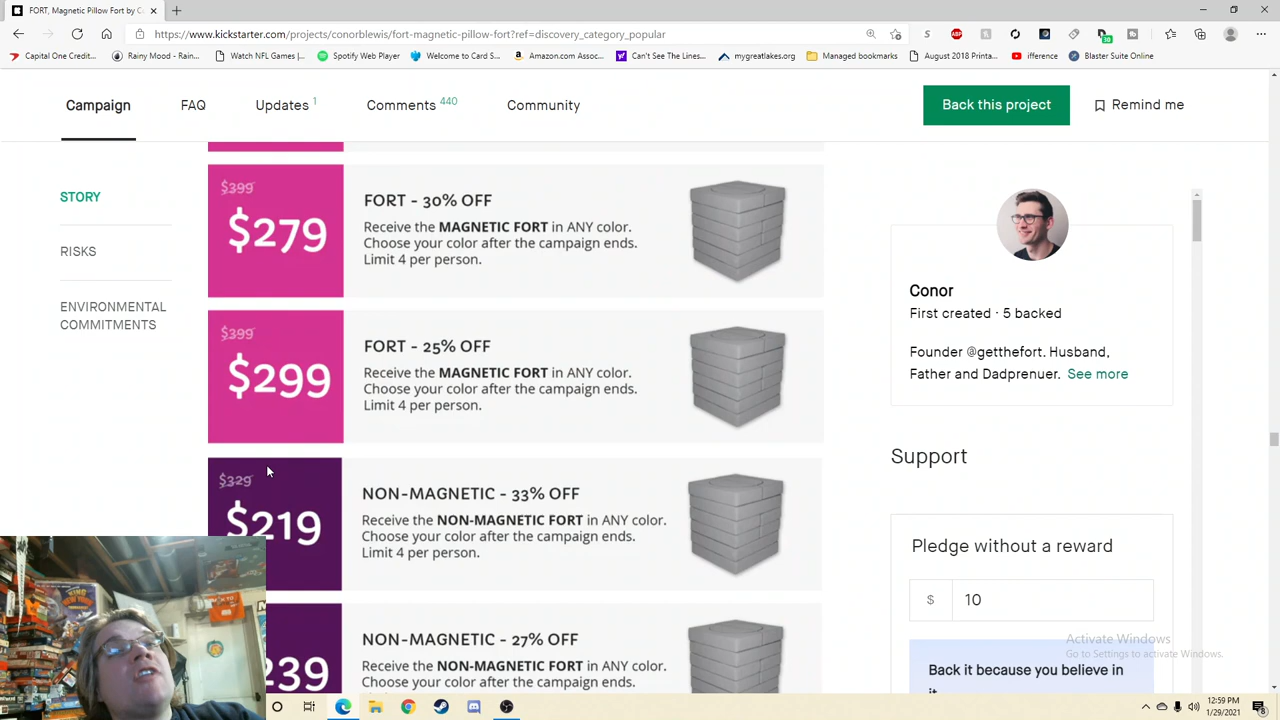 FORT, Magnetic Pillow Fort by C
https://www.kickstarter.com/projects/conorblewis/fort-magnetic-pillow-fort?ref=discovery_category_popular
Capital One Credit...
Rainy Mood - Rainy...
Watch NFL Games |...
Spotify Web Player
Welcome to Card S...
Amazon.com Assoc...
Can't See The Lines...
mygreatlakes.org
Managed bookmarks
August 2018 Printa...
ifference
Blaster Suite Online
Campaign
FAQ
Updates 1
Comments 440
Community
Back this project
Remind me
STORY
RISKS
ENVIRONMENTAL
COMMITMENTS
$399
$279
FORT - 30% OFF
Receive the MAGNETIC FORT in ANY color.
Choose your color after the campaign ends.
Limit 4 per person.
$399
$299
FORT - 25% OFF
Receive the MAGNETIC FORT in ANY color.
Choose your color after the campaign ends.
Limit 4 per person.
$329
$219
NON-MAGNETIC - 33% OFF
Receive the NON-MAGNETIC FORT in ANY color.
Choose your color after the campaign ends.
Limit 4 per person.
239
NON-MAGNETIC - 27% OFF
Receive the NON-MAGNETIC FORT in ANY color.
Choose your color after the campaign ends.
Conor
First created · 5 backed
Founder @getthefort. Husband,
Father and Dadprenuer. See more
Support
Pledge without a reward
$ 10
Back it because you believe in
it.
Activate Windows
Go to Settings to activate Windows.
KING OF
NEW YORK
12:59 PM
1/29/2021